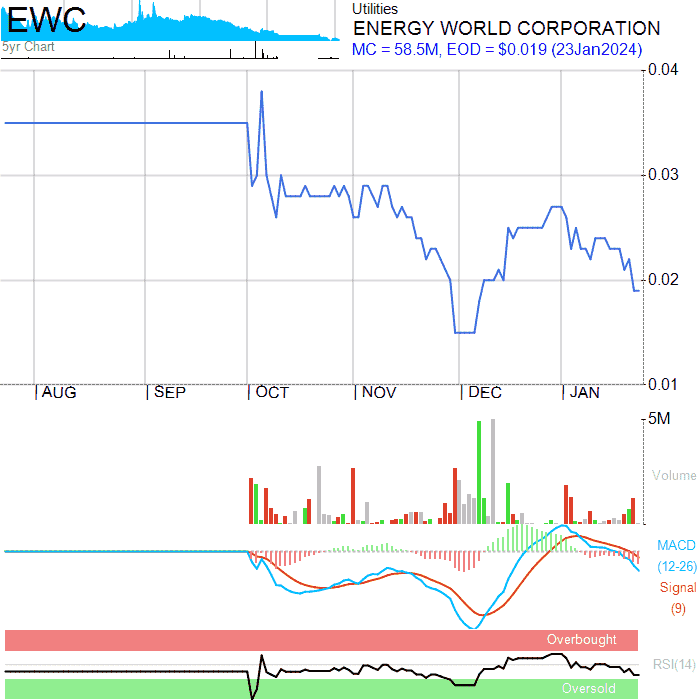 EWC
5yr Chart
Utilities
ENERGY WORLD CORPORATION
MC = 58.5M, EOD = $0.019 (23Jan2024)
0.04
0.03
0.02
0.01
AUG SEP OCT NOV DEC JAN
5M
Volume
MACD
(12-26)
Signal
(9)
Overbought
RSI(14)
Oversold